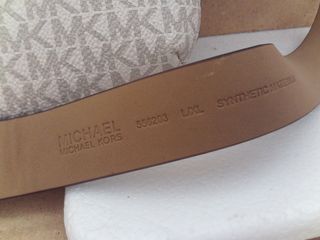 MICHAEL
MICHAEL KORS
556203 L/XL SYNTHETIC MATERIAL